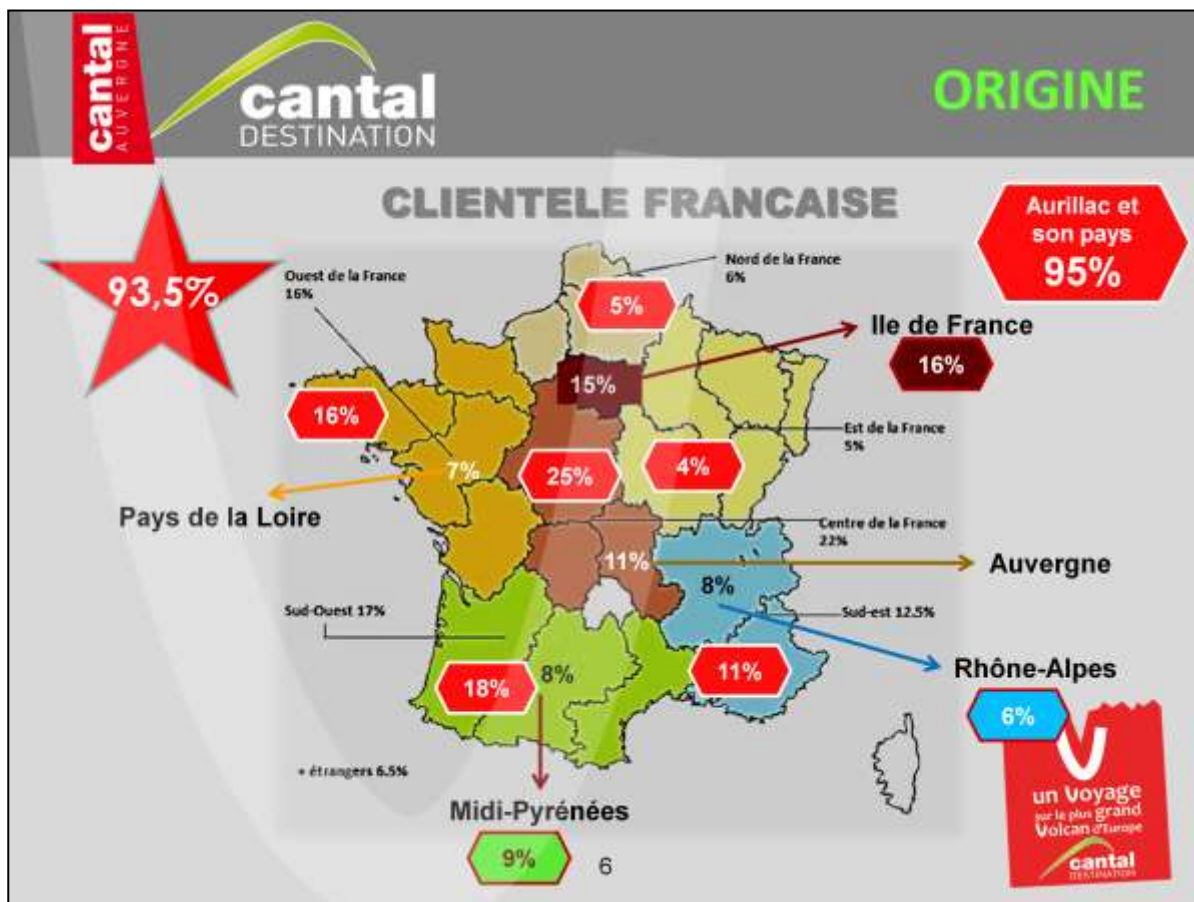 cantal
AUVERGNE
cantal
DESTINATION
ORIGINE
CLIENTELE FRANCAISE
Aurillac et
son pays
95%
93,5%
Ouest de la France
16%
Nord de la France
6%
5%
Ile de France
16%
15%
16%
Est de la France
5%
7%
25%
4%
Pays de la Loire
Centre de la France
22%
11%
Auvergne
8%
Sud-Ouest 17%
Sud-est 12.5%
18%
8%
11%
Rhône-Alpes
6%
+ étrangers 6.5%
Midi-Pyrénées
9%
6
un Voyage
sur le plus grand
Volcan d'Europe
cantal
DESTINATION